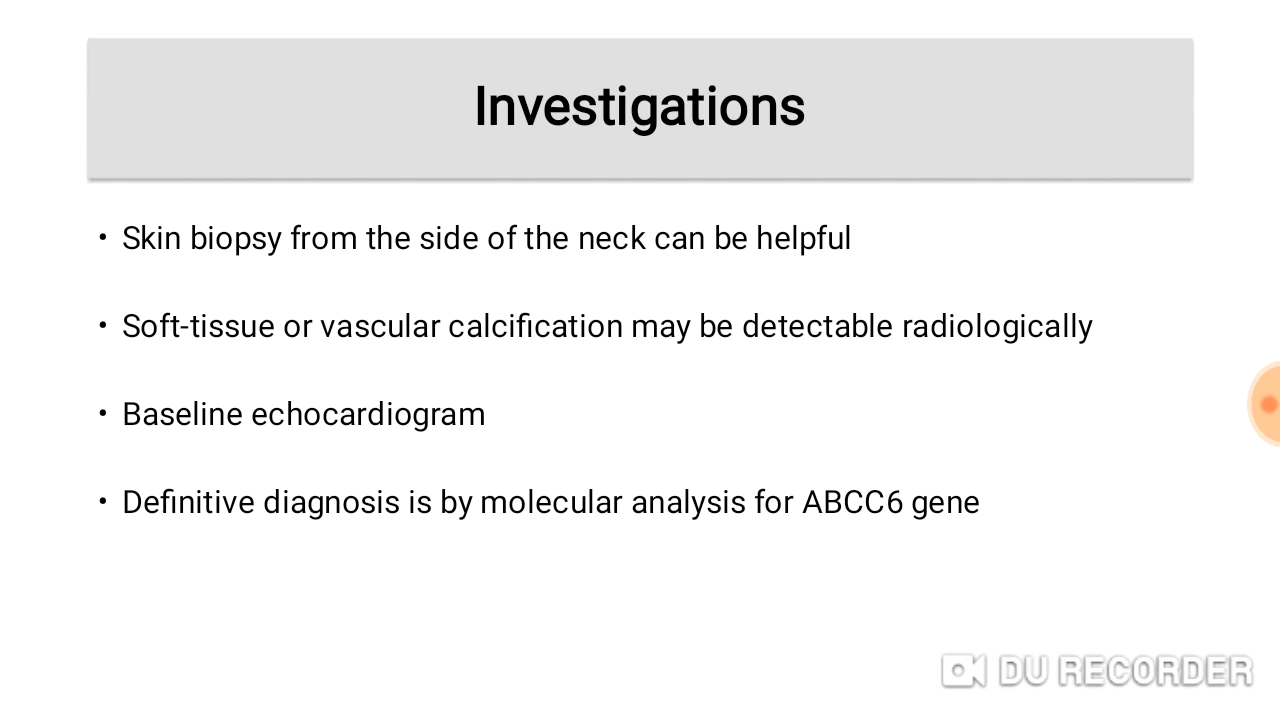 Investigations
• Skin biopsy from the side of the neck can be helpful
• Soft-tissue or vascular calcification may be detectable radiologically
• Baseline echocardiogram
• Definitive diagnosis is by molecular analysis for ABCC6 gene
DU RECORDER